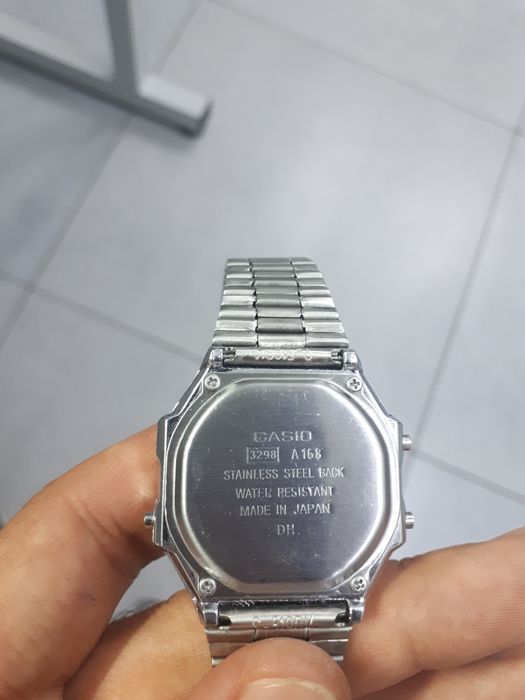 CASIO
3298 A168
STAINLESS STEEL BACK
WATER RESISTANT
MADE IN JAPAN
DH.